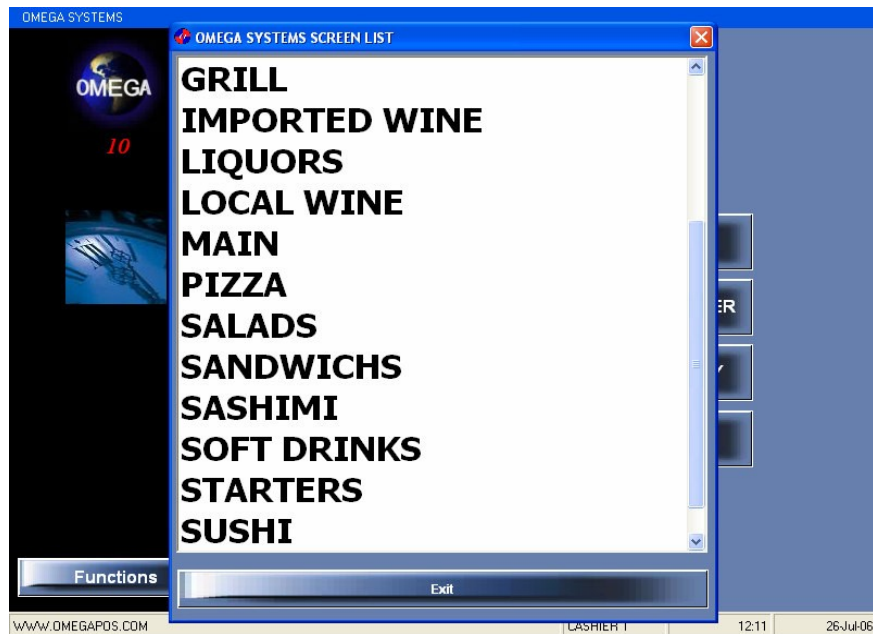 OMEGA SYSTEMS
OMEGA SYSTEMS SCREEN LIST
OMEGA
10
GRILL
IMPORTED WINE
LIQUORS
LOCAL WINE
MAIN
PIZZA
SALADS
SANDWICHS
SASHIMI
SOFT DRINKS
STARTERS
SUSHI
ER
Y
Functions
Exit
WWW.OMEGAPOS.COM
CASHIER 1
12:11
26-Jul-06